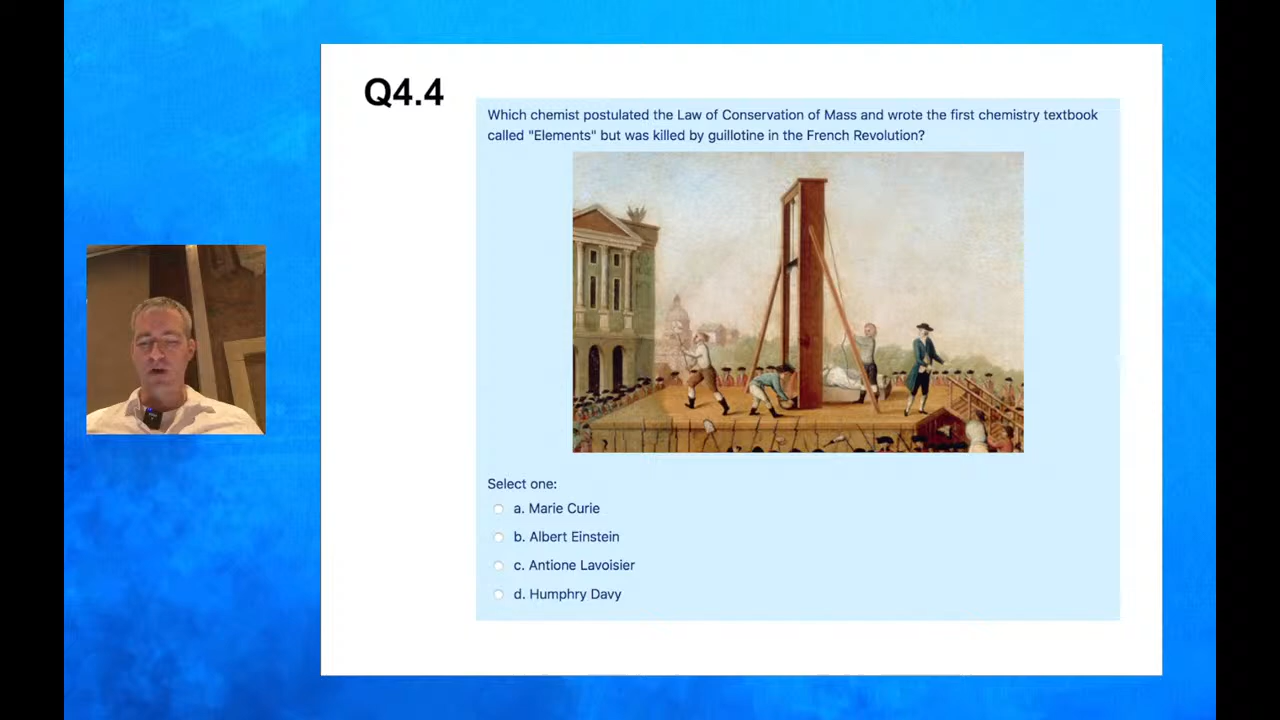 Q4.4
Which chemist postulated the Law of Conservation of Mass and wrote the first chemistry textbook
called "Elements" but was killed by guillotine in the French Revolution?
Select one:
a. Marie Curie
b. Albert Einstein
c. Antione Lavoisier
d. Humphry Davy